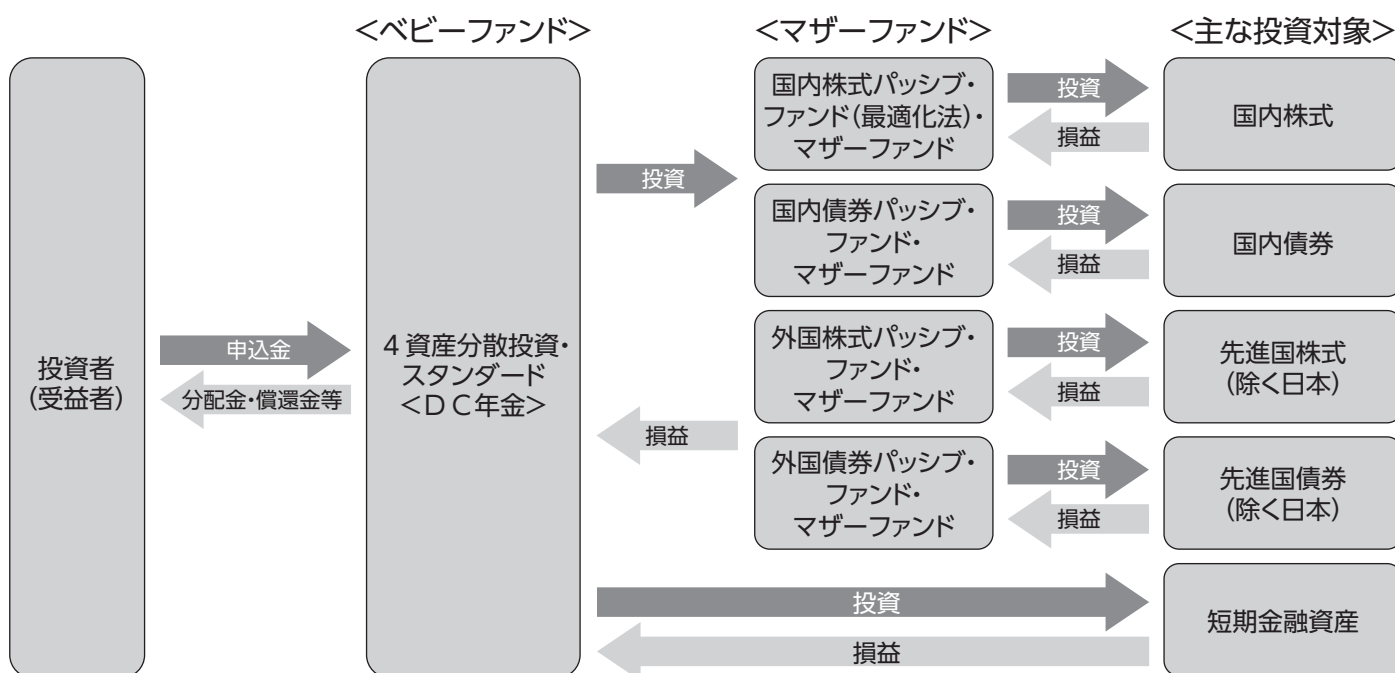 <ベビーファンド>
<マザーファンド>
<主な投資対象>
投資者
(受益者)
申込金
分配金・償還金等
4資産分散投資・
スタンダード
<DC年金>
投資
損益
国内株式パッシブ・
ファンド(最適化法)・
マザーファンド
投資
損益
国内株式
国内債券パッシブ・
ファンド・
マザーファンド
投資
損益
国内債券
外国株式パッシブ・
ファンド・
マザーファンド
投資
損益
先進国株式
(除く日本)
外国債券パッシブ・
ファンド・
マザーファンド
投資
損益
先進国債券
(除く日本)
投資
損益
短期金融資産